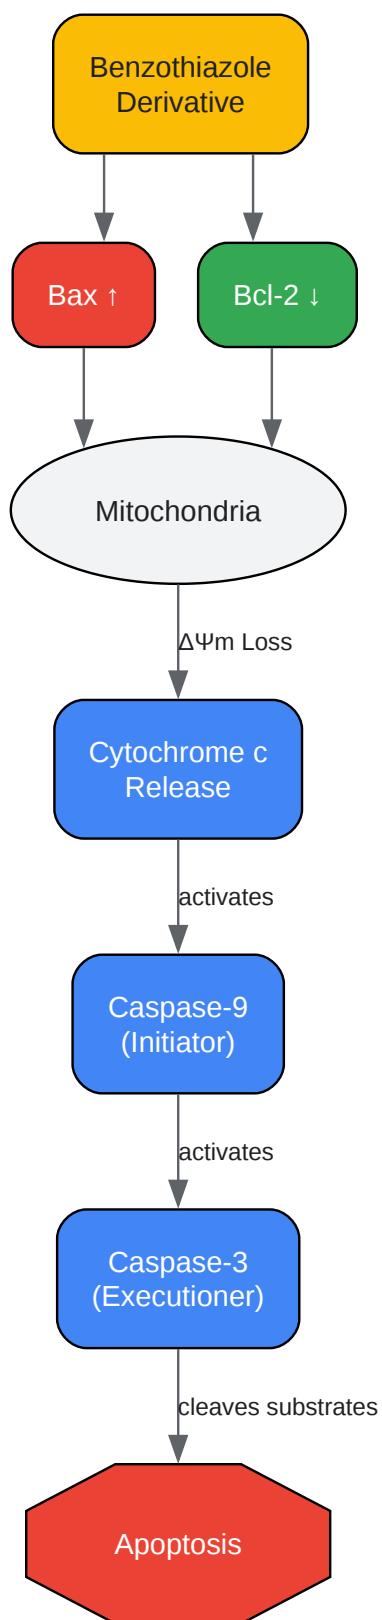 Benzothiazole
Derivative
Bax ↑
Bcl-2 ↓
Mitochondria
ΔΨm Loss
Cytochrome c
Release
activates
Caspase-9
(Initiator)
activates
Caspase-3
(Executioner)
cleaves substrates
Apoptosis